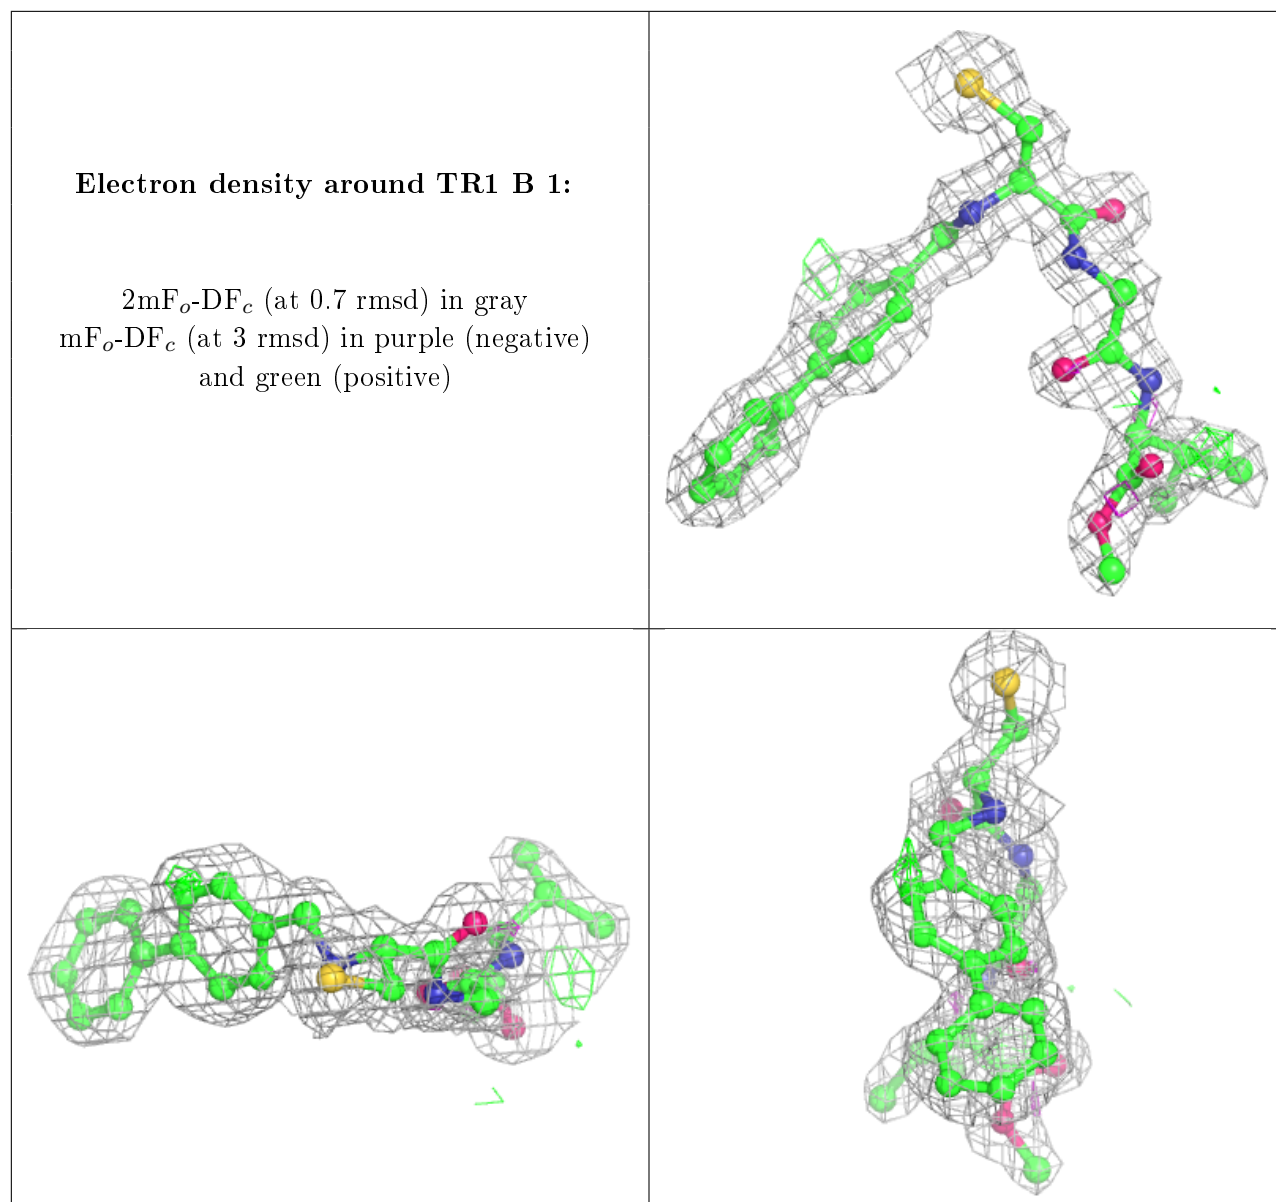 Electron density around TR1 B 1:
2mF_o-DF_c (at 0.7 rmsd) in gray
mF_o-DF_c (at 3 rmsd) in purple (negative)
and green (positive)